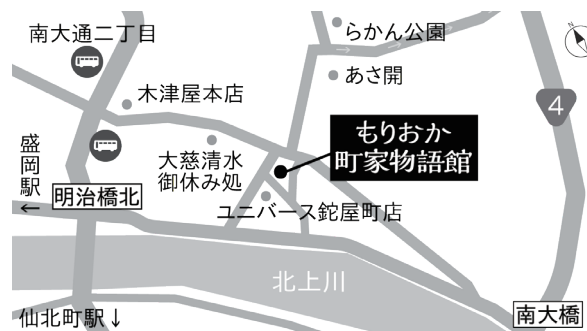 南大通二丁目
らかん公園
あさ開
木津屋本店
4
もりおか
町家物語館
盛岡駅
←
大慈清水
御休み処
明治橋北
ユニバース鉈屋町店
北上川
仙北町駅↓
南大橋